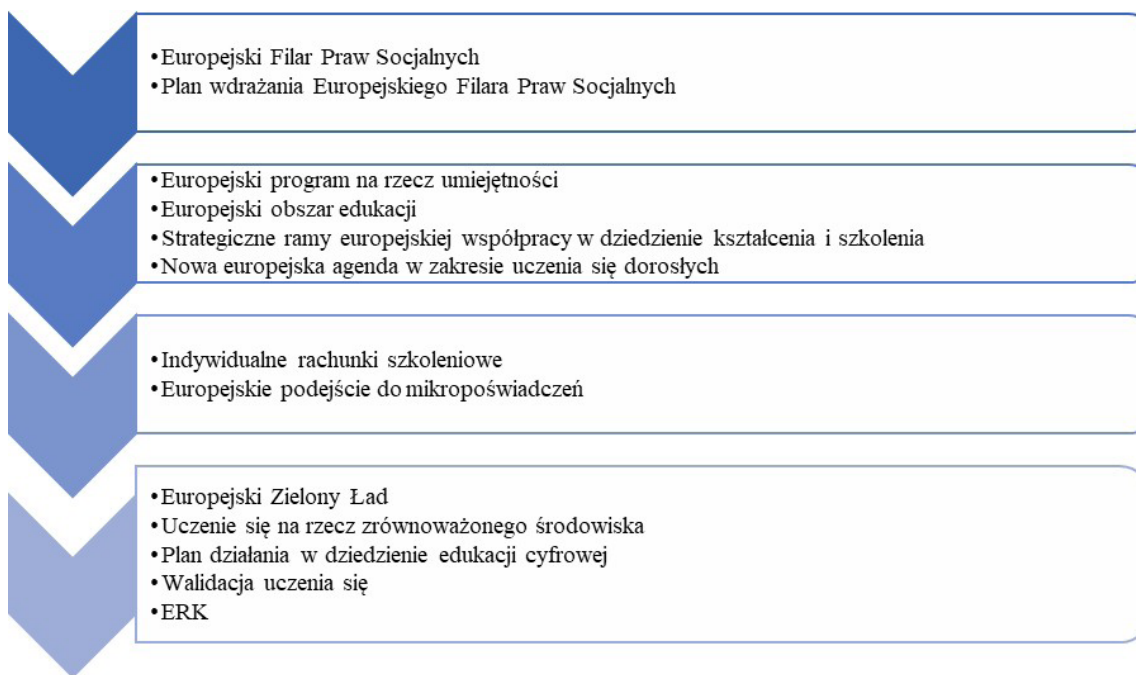 •Europejski Filar Praw Socjalnych
•Plan wdrażania Europejskiego Filara Praw Socjalnych
•Europejski program na rzecz umiejętności
•Europejski obszar edukacji
•Strategiczne ramy europejskiej współpracy w dziedzienie kształcenia i szkolenia
•Nowa europejska agenda w zakresie uczenia się dorosłych
•Indywidualne rachunki szkoleniowe
•Europejskie podejście do mikropoświadczeń
•Europejski Zielony Ład
•Uczenie się na rzecz zrównoważonego środowiska
•Plan działania w dziedzienie edukacji cyfrowej
•Walidacja uczenia się
•ERK